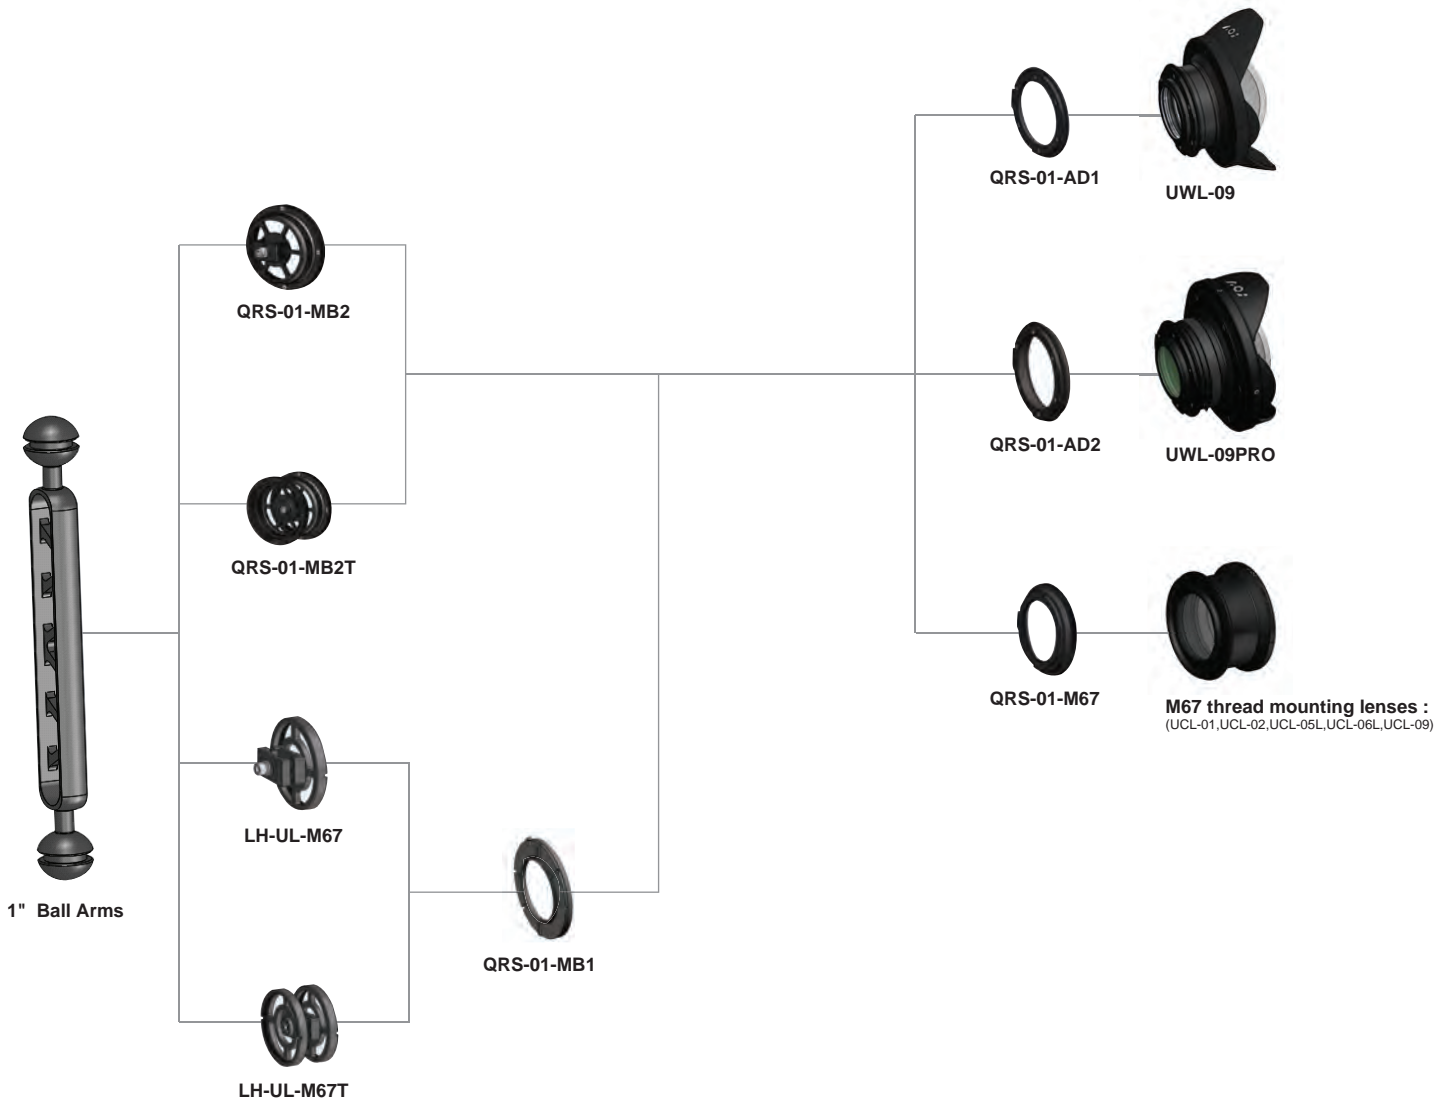 QRS-01-AD1
UWL-09
QRS-01-MB2
QRS-01-AD2
UWL-09PRO
QRS-01-MB2T
QRS-01-M67
M67 thread mounting lenses :
(UCL-01,UCL-02,UCL-05L,UCL-06L,UCL-09)
LH-UL-M67
1" Ball Arms
QRS-01-MB1
LH-UL-M67T